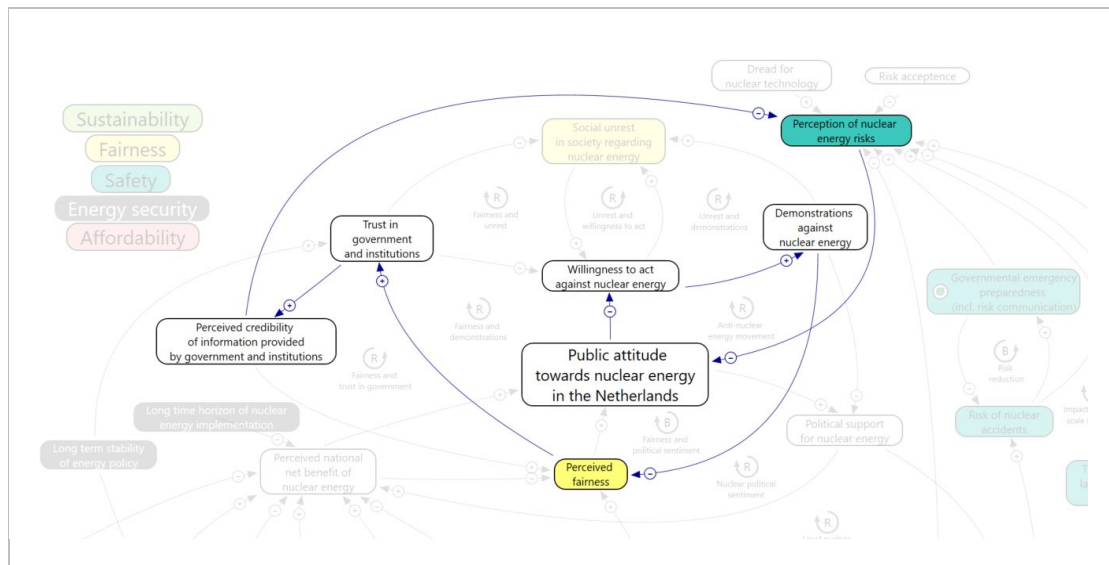 Dread for
nuclear technology
Risk acceptence
Sustainability
Fairness
Safety
Energy security
Affordability
Social unrest
in society regarding
nuclear energy
Perception of nuclear
energy risks
R
Fairness and
unrest
R
Unrest and
willingness to act
R
Unrest and
demonstrations
Trust in
government
and institutions
Demonstrations
against
nuclear energy
Willingness to act
against nuclear energy
Governmental emergency
preparedness
(incl. risk communication)
Perceived credibility
of information provided
by government and institutions
R
Fairness and
demonstrations
R
Anti-nuclear
energy movement
R
Fairness and
trust in government
Public attitude
towards nuclear energy
in the Netherlands
B
Risk
reduction
Long time horizon of nuclear
energy implementation
Long term stability
of energy policy
B
Fairness and
political sentiment
Political support
for nuclear energy
Risk of nuclear
accidents
Impact
scale
Perceived national
net benefit of
nuclear energy
Perceived
fairness
R
Nuclear political
sentiment
R